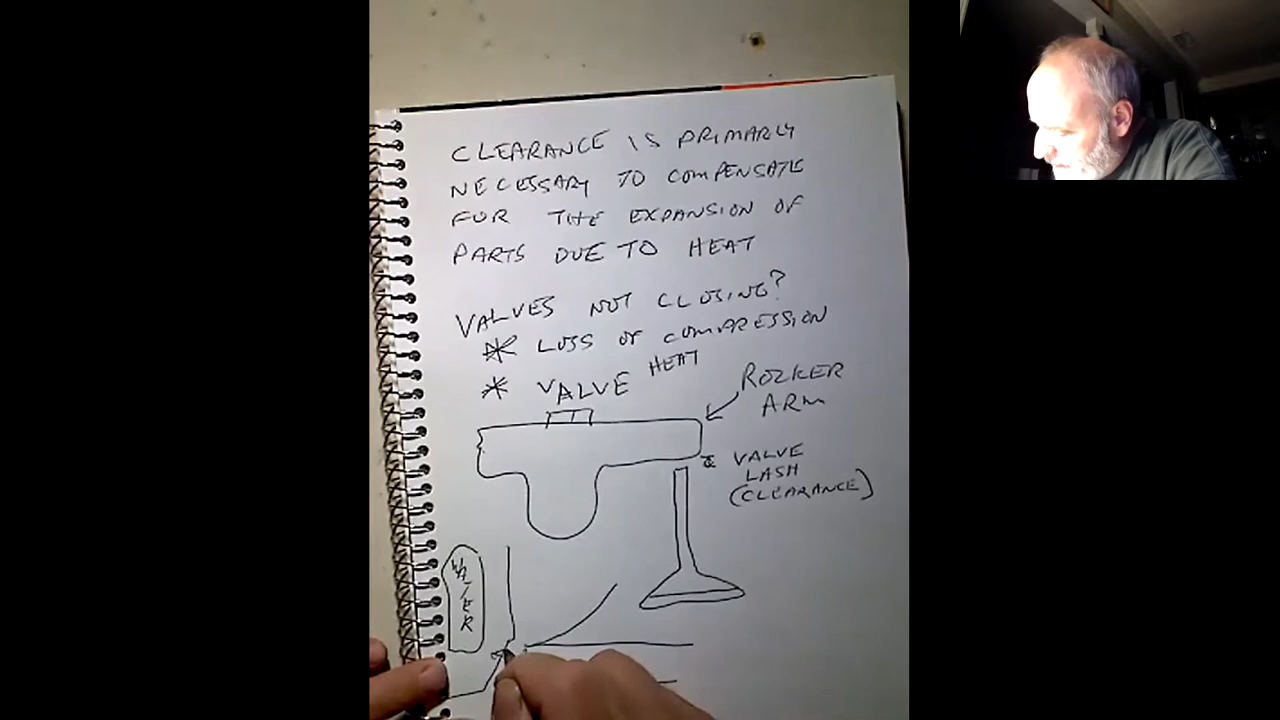 CLEARANCE IS PRIMARLY
NECESSARY TO COMPENSATE
FOR THE EXPANSION OF
PARTS DUE TO HEAT
VALVES NOT CLOSING?
* LOSS OF COMPRESSION
* VALVE HEAT
ROCKER
ARM
VALVE
LASH
(CLEARANCE)
WATER